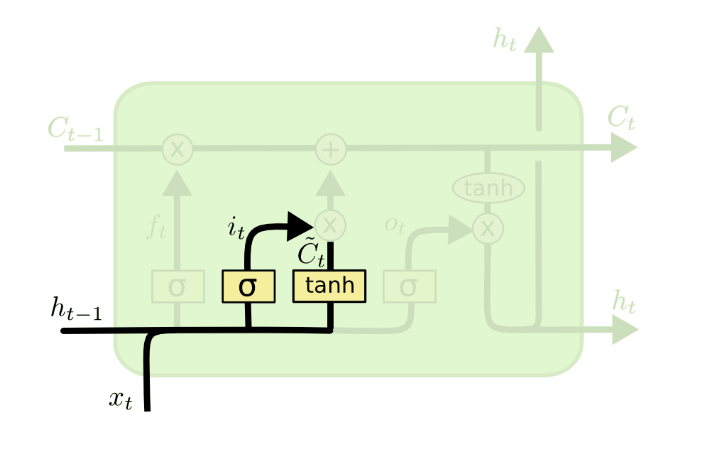 h_t
C_{t-1} C_t
x +
tanh
f_t i_t x o_t x
C̃_t
σ σ tanh σ
h_{t-1} h_t
x_t